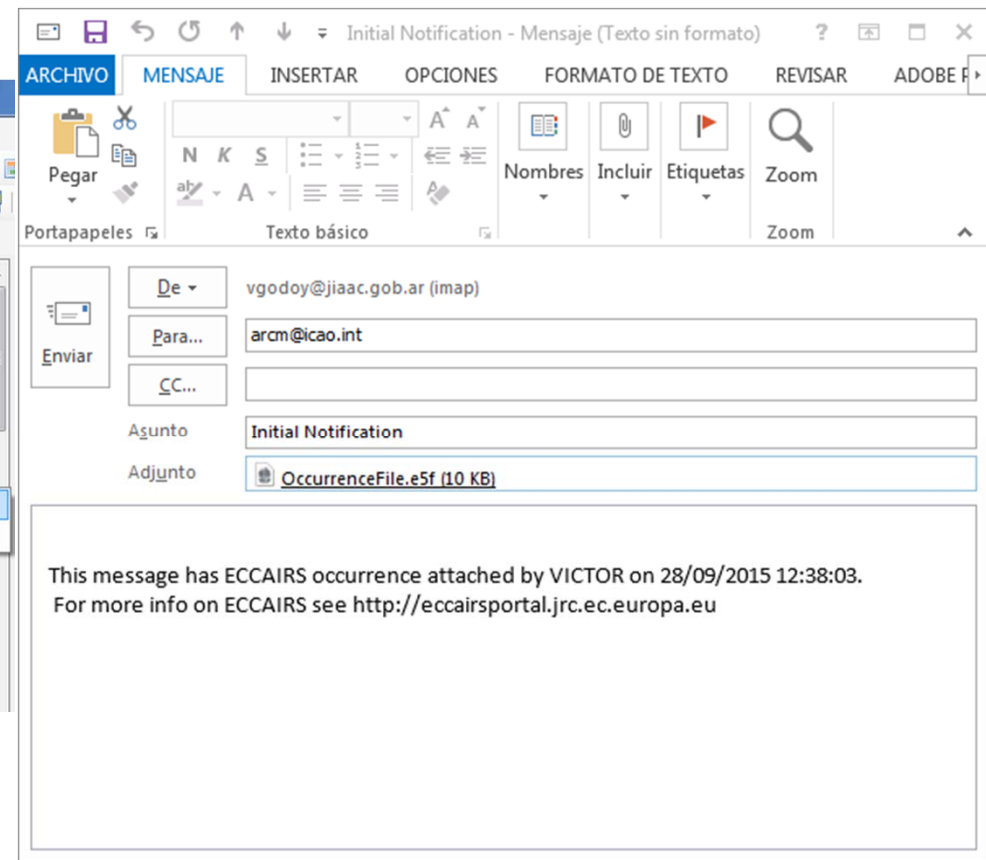 Initial Notification - Mensaje (Texto sin formato)
ARCHIVO MENSAJE INSERTAR OPCIONES FORMATO DE TEXTO REVISAR ADOBE
Pegar
N K S
A A
aby A
Nombres Incluir Etiquetas Zoom
Portapapeles Texto básico Zoom
De vgodoy@jiaac.gob.ar (imap)
Enviar
Para... arcm@icao.int
CC...
Asunto Initial Notification
Adjunto OccurrenceFile.e5f (10 KB)
This message has ECCAIRS occurrence attached by VICTOR on 28/09/2015 12:38:03.
For more info on ECCAIRS see http://eccairsportal.jrc.ec.europa.eu